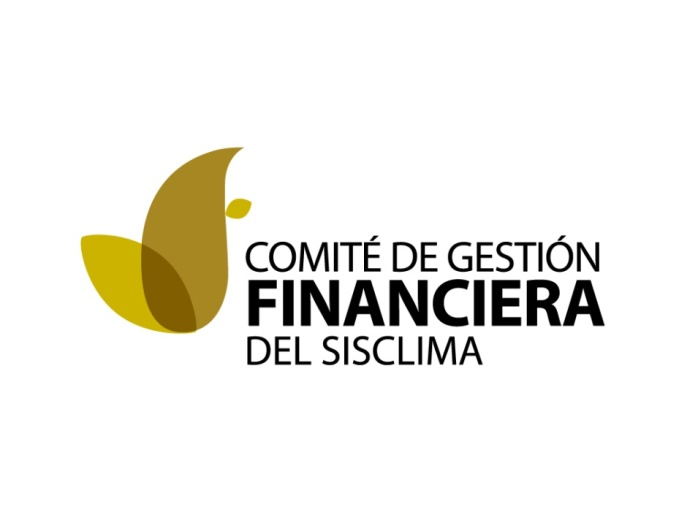 COMITÉ DE GESTIÓN
FINANCIERA
DEL SISCLIMA